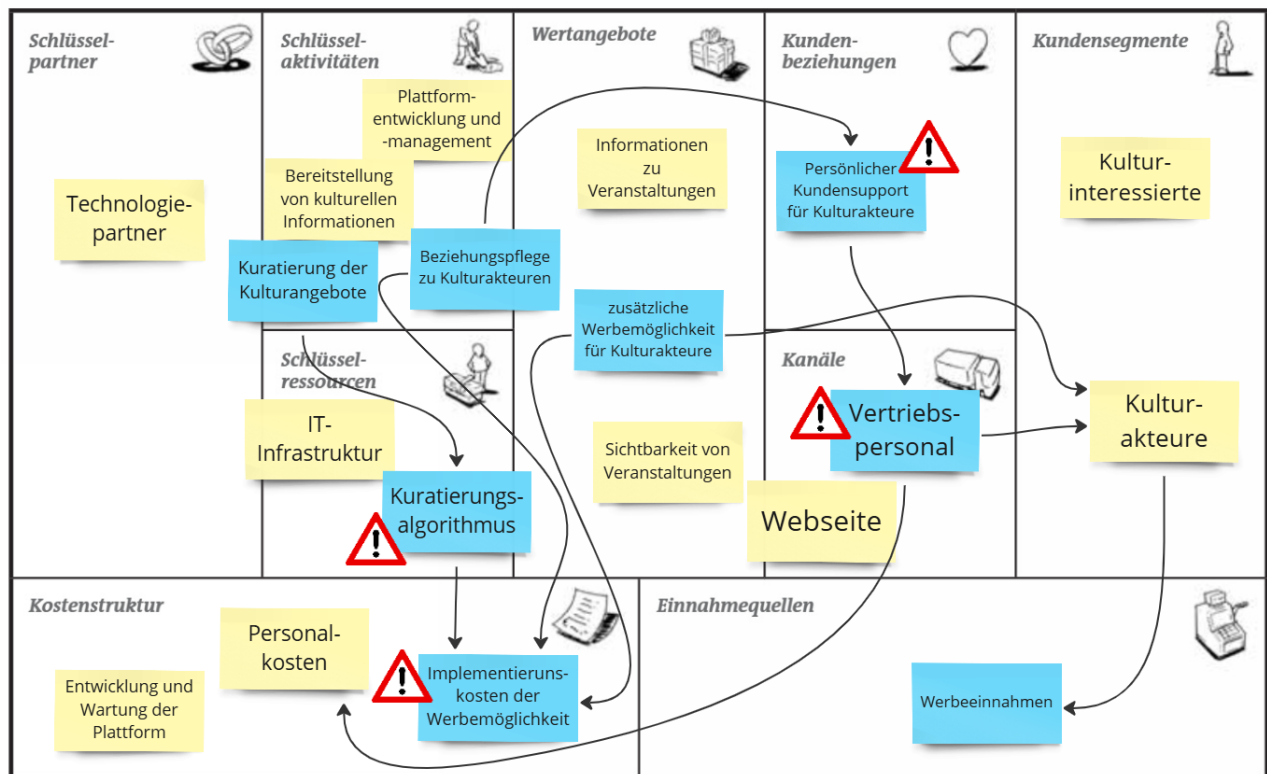 Schlüssel-
partner
Technologie-
partner
Schlüssel-
aktivitäten
Plattform-
entwicklung und
-management
Bereitstellung
von kulturellen
Informationen
Kuratierung der
Kulturangebote
Beziehungspflege
zu Kulturakteuren
Schlüssel-
ressourcen
IT-
Infrastruktur
Kuratierungs-
algorithmus
!
Wertangebote
Informationen
zu
Veranstaltungen
zusätzliche
Werbemöglichkeit
für Kulturakteure
Sichtbarkeit von
Veranstaltungen
Kunden-
beziehungen
Persönlicher
Kundensupport
für Kulturakteure
!
Kanäle
!
Vertriebs-
personal
Webseite
Kundensegmente
Kultur-
interessierte
Kultur-
akteure
Kostenstruktur
Personal-
kosten
Entwicklung und
Wartung der
Plattform
!
Implementieruns-
kosten der
Werbemöglichkeit
Einnahmequellen
Werbeeinnahmen